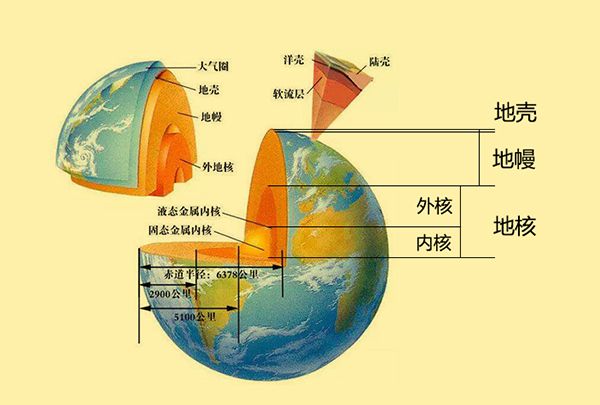 大气圈
地壳
地幔
外地核
洋壳
陆壳
软流层
地壳
地幔
外核
地核
内核
液态金属内核
固态金属内核
赤道半径：6378公里
2900公里
5100公里